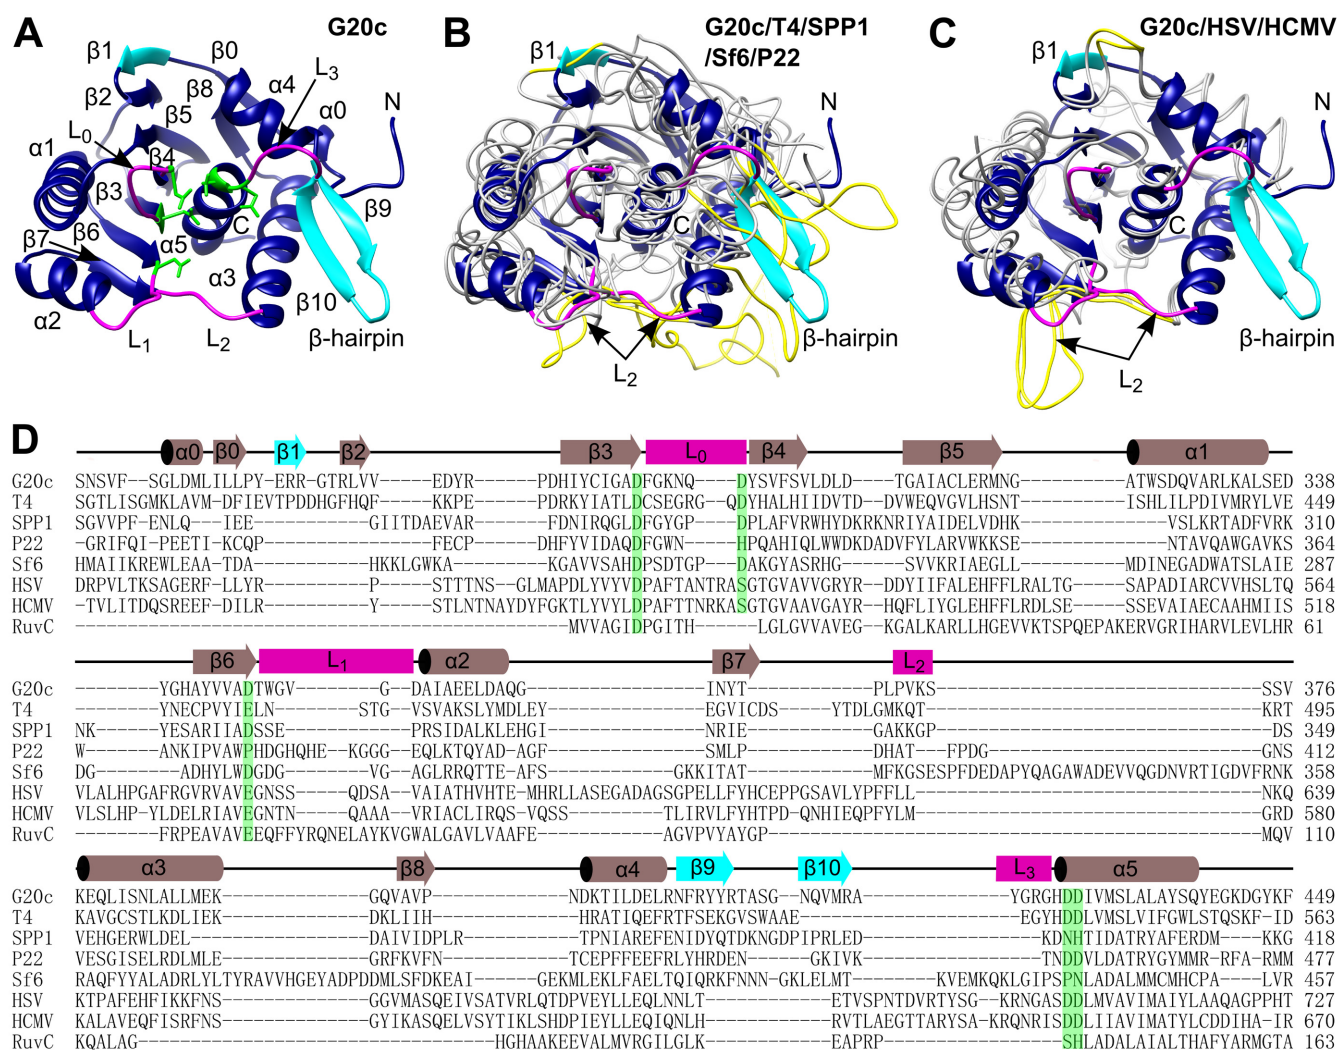 A
G20c
β1
β0
L3
β2
β8
α4
β5
α0
N
L0
α1
β4
β3
β9
C
β7
β6
α5
α3
α2
β10
L1
L2
β-hairpin
B
G20c/T4/SPP1
/Sf6/P22
β1
N
C
β-hairpin
L2
C
G20c/HSV/HCMV
β1
N
C
β-hairpin
L2
D
α0 β0 β1 β2 β3 L0 β4 β5 α1
G20c SNSVF--SGLDMLILLPY-ERR-GTRLVV----EDYR------PDHIYCIGADFGKNQ----DYSVFSVLDLD---TGAIACLERMNG----------ATWSDQVARLKALSED 338
T4 SGTLISGMKLAVM-DFIEVTPDDHGFHQF----KKPE------PDRKYIATLDCSEGRG--QDYHALHIIDVTD--DVWEQVGVLHSNT----------ISHLILPDIVMRYLVE 449
SPP1 SGVVPF-ENLQ---IEE-----------GIITDAEVAR-------FDNIRQGLDFGYGP----DPLAFVRWHYDKRKNRIYAIDELVDHK-------------VSLKRTADFVRK 310
P22 -GRIFQI-PEETI-KCQP----------------FECP------DHFYVIDAQDFGWN-----HPQAHIQLWWDKDADVFYLARVWKKSE-------------NTAVQAWGAVKS 364
Sf6 HMAIIKREWLEAA-TDA-----------HKKLGWKA--------KGAVVSAHDPSDTGP---DAKGYASRHG-----SVVKRIAEGLL----------MDINEGADWATSLAIE 287
HSV DRPVLTKSAGERF-LLYR----------P-----STTTNS---GLMAPDLYVYVDPAFTANTRASGTGVAVVGRYR--DDYIIFALEHFFLRALTG-----SAPADIARCVVHSLTQ 564
HCMV -TVLITDQSREEF-DILR----------Y-----STLNTNAYDYFGKTLYVYLDPAFTTNRKASGTGVAAVGAYR--HQFLIYGLEHFFLRDLSE-----SSEVAIAECAAHMIIS 518
RuvC ---------------------------------------------MVVAGIDPGITH------LGLGVVAVEG--KGALKARLLHGEVVKTSPQEPAKERVGRIHARVLEVLHR 61
β6 L1 α2 β7 L2
G20c --------YGHAYVVADTWGV--------G--DAIAEELDAQG-----------------INYT------------PLPVKS-------------------------------SSV 376
T4 --------YNECPVYIELN--------STG--VSVAKSLYMDLEY---------------EGVICDS-----YTDLGMKQT--------------------------------KRT 495
SPP1 NK------YESARIIADSSE------------PRSIDALKLEHGI---------------NRIE------------GAKKGP-------------------------------DS 349
P22 W-------ANKIPVAWPHDGHQHE--KGGG--EQLKTQYAD-AGF---------------SMLP------------DHAT---FPDG--------------------------GNS 412
Sf6 DG--------ADHYLWDGDG-------VG---AGLRRQTTE-AFS------------GKKITAT------------MFKGSESPFDEDAPYQAGAWADEVVQGDNVRTIGDVFRNK 358
HSV VLALHPGAFRGVRVAVEGNSS------QDSA--VAIATHVHTE-MHRLLASEGADAGSGPELLFYHCEPPGSAVLYPFFLL---------------------------------NKQ 639
HCMV VLSLHP-YLDELRIAVEGNTN------QAAA--VRIACLIRQS-VQSS------------TLIRVLFYHTPD-QNHIEQPFYLM------------------------------GRD 580
RuvC --------FRPEAVAVEEQFFYRQNELAYKVGWALGAVLVAAFE----------------AGVPVYAYGP-------------------------------------------MQV 110
α3 β8 α4 β9 β10 L3 α5
G20c KEQLISNLALLMEK----------------GQVAVP---------------NDKTILDELRNFRYYRTASG--NQVMRA----------------YGRGHDDIVMSLALAYSQYEGKDGYKF 449
T4 KAVGCSTLKDLIEK----------------DKLIIH---------------HRATIQEFRTFSEKGVSWAAE-----------------------EGYHDDLVMSLVIFGWLSTQSKF-ID 563
SPP1 VEHGERWLDEL-------------------DAIVIDPLR------------TPNIAREFENIDYQTDKNGDPIPRLED-----------------KDNHTIDATRYAFERDM----KKG 418
P22 VESGISELRDLMLE----------------GRFKVFN--------------TCEPFFEEFRLYHRDEN-----GKIVK-----------------TNDDVLDATRYGYMMR-RFA-RMM 477
Sf6 RAQFYYALADRLYLTYRAVVHGEYADPDDMLSFDKEAI-------GEKMLEKLFAELTQIQRKFNNN-GKLELMT---------KVEMKQKLGIPSPNLADALMMCMHCPA----LVR 457
HSV KTPAFEHFIKKFNS----------------GGVMASQEIVSATVRLQTDPVEYLLEQLNNLT-------------ETVSPNTDVRTYSG--KRNGASDDLMVAVIMAIYLAAQAGPPHT 727
HCMV KALAVEQFISRFNS----------------GYIKASQELVSYTIKLSHDPIEYLLEQIQNLH-------------RVTLAEGTTARYSA-KRQNRISDDLIIAVIMATYLCDDIHA-IR 670
RuvC KQALAG------------------------------------HGHAAKEEVALMVRGILGLK-------------EAPRP-----------------SHLADALAIALTHAFYARMGTA 163